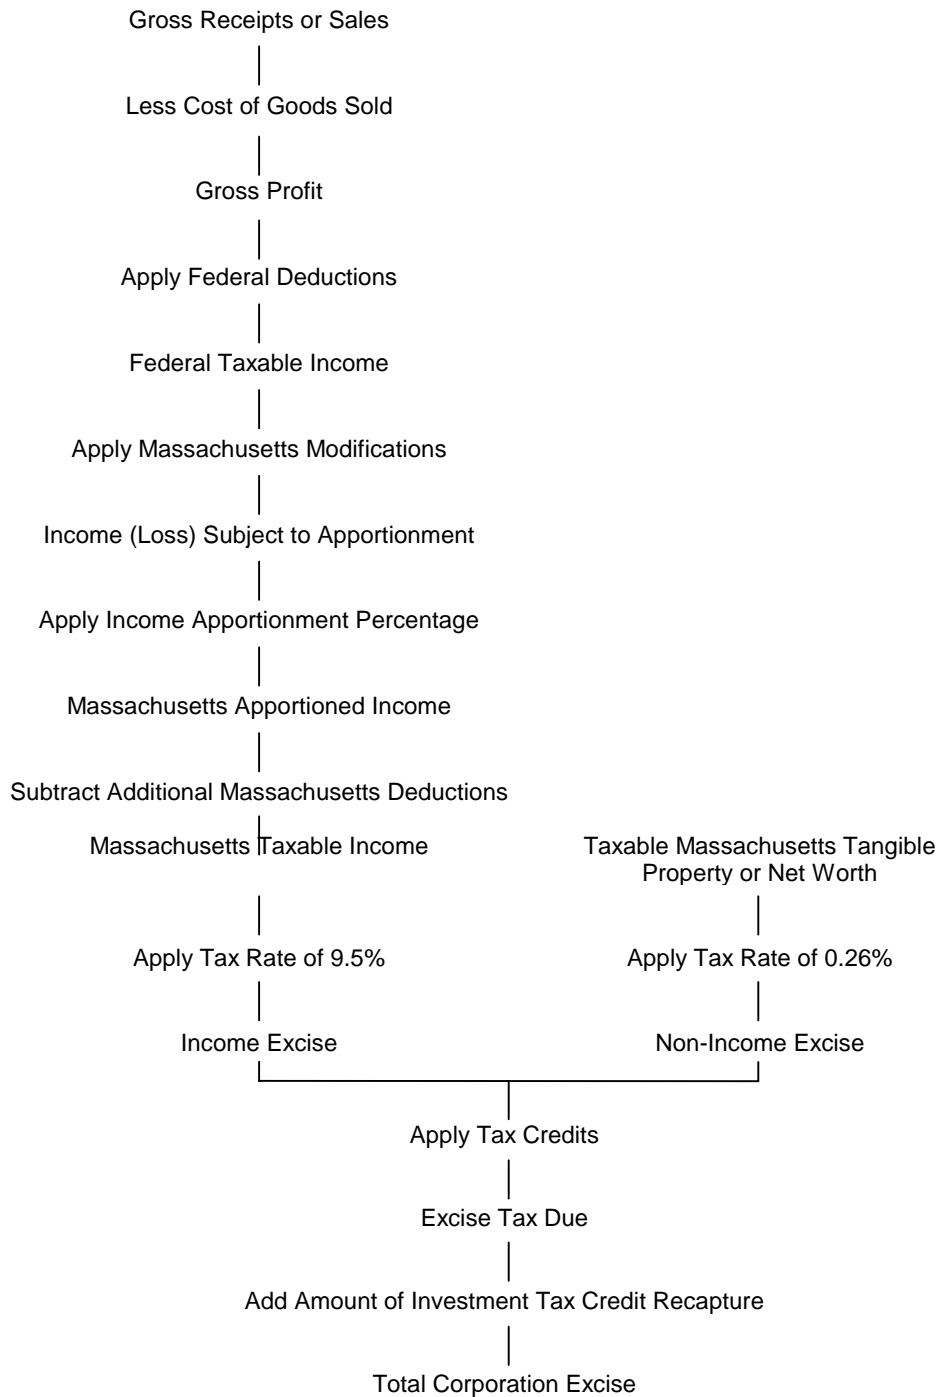 Gross Receipts or Sales
Less Cost of Goods Sold
Gross Profit
Apply Federal Deductions
Federal Taxable Income
Apply Massachusetts Modifications
Income (Loss) Subject to Apportionment
Apply Income Apportionment Percentage
Massachusetts Apportioned Income
Subtract Additional Massachusetts Deductions
Massachusetts Taxable Income
Taxable Massachusetts Tangible
Property or Net Worth
Apply Tax Rate of 9.5%
Apply Tax Rate of 0.26%
Income Excise
Non-Income Excise
Apply Tax Credits
Excise Tax Due
Add Amount of Investment Tax Credit Recapture
Total Corporation Excise